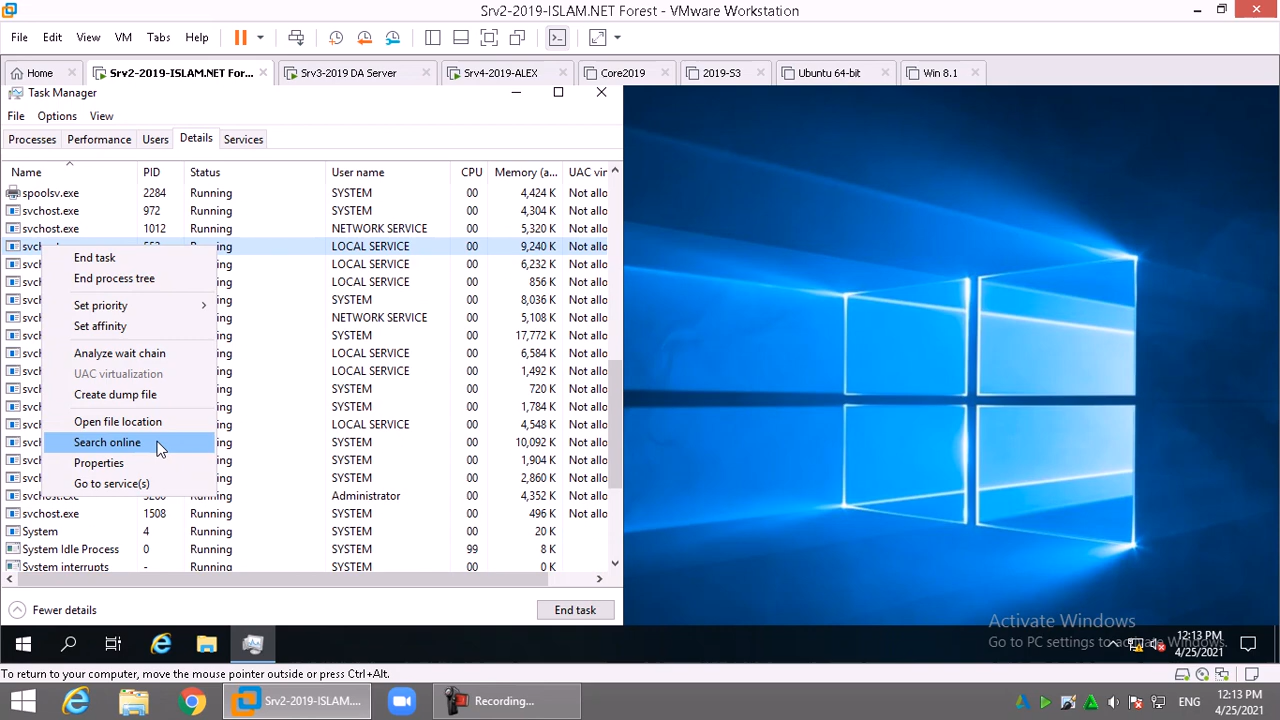 Srv2-2019-ISLAM.NET Forest - VMware Workstation
File Edit View VM Tabs Help
Home Srv2-2019-ISLAM.NET For... Srv3-2019 DA Server Srv4-2019-ALEX Core2019 2019-S3 Ubuntu 64-bit Win 8.1
Task Manager
File Options View
Processes Performance Users Details Services
Name PID Status User name CPU Memory (a... UAC vir
spoolsv.exe 2284 Running SYSTEM 00 4,424 K Not allo
svchost.exe 972 Running SYSTEM 00 4,304 K Not allo
svchost.exe 1012 Running NETWORK SERVICE 00 5,320 K Not allo
LOCAL SERVICE 00 9,240 K Not allo
LOCAL SERVICE 00 6,232 K Not allo
LOCAL SERVICE 00 856 K Not allo
SYSTEM 00 8,036 K Not allo
NETWORK SERVICE 00 5,108 K Not allo
SYSTEM 00 17,772 K Not allo
LOCAL SERVICE 00 6,584 K Not allo
LOCAL SERVICE 00 1,492 K Not allo
SYSTEM 00 720 K Not allo
SYSTEM 00 1,784 K Not allo
LOCAL SERVICE 00 4,548 K Not allo
SYSTEM 00 10,092 K Not allo
SYSTEM 00 1,904 K Not allo
SYSTEM 00 2,860 K Not allo
Administrator 00 4,352 K Not allo
svchost.exe 1508 Running SYSTEM 00 496 K Not allo
System 4 Running SYSTEM 00 20 K
System Idle Process 0 Running SYSTEM 99 8 K
System interrupts - Running SYSTEM 00 0 K
End task
End process tree
Set priority
Set affinity
Analyze wait chain
UAC virtualization
Create dump file
Open file location
Search online
Properties
Go to service(s)
Fewer details End task
Activate Windows
Go to PC settings to activate Windows.
12:13 PM
4/25/2021
To return to your computer, move the mouse pointer outside or press Ctrl+Alt.
Srv2-2019-ISLAM.... Recording... ENG 12:13 PM
4/25/2021